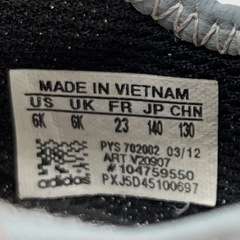 MADE IN VIETNAM
US UK FR JP CHN
6K 6K 23 140 130
PYS 702002 03/12
ART V20907
# 104759550
adidas PXJ5D45100697